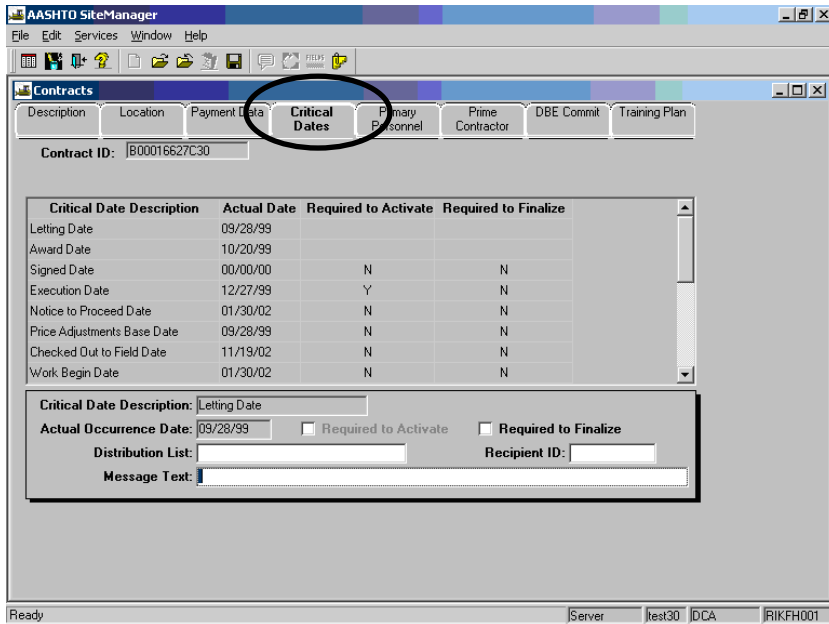 AASHTO SiteManager
File Edit Services Window Help
FIELDS
Contracts
Description Location Payment Data Critical Dates Primary Personnel Prime Contractor DBE Commit Training Plan
Contract ID: B00016627C30
Critical Date Description Actual Date Required to Activate Required to Finalize
Letting Date 09/28/99
Award Date 10/20/99
Signed Date 00/00/00 N N
Execution Date 12/27/99 Y N
Notice to Proceed Date 01/30/02 N N
Price Adjustments Base Date 09/28/99 N N
Checked Out to Field Date 11/19/02 N N
Work Begin Date 01/30/02 N N
Critical Date Description: Letting Date
Actual Occurrence Date: 09/28/99 Required to Activate Required to Finalize
Distribution List: Recipient ID:
Message Text:
Ready Server test30 DCA RIKFH001